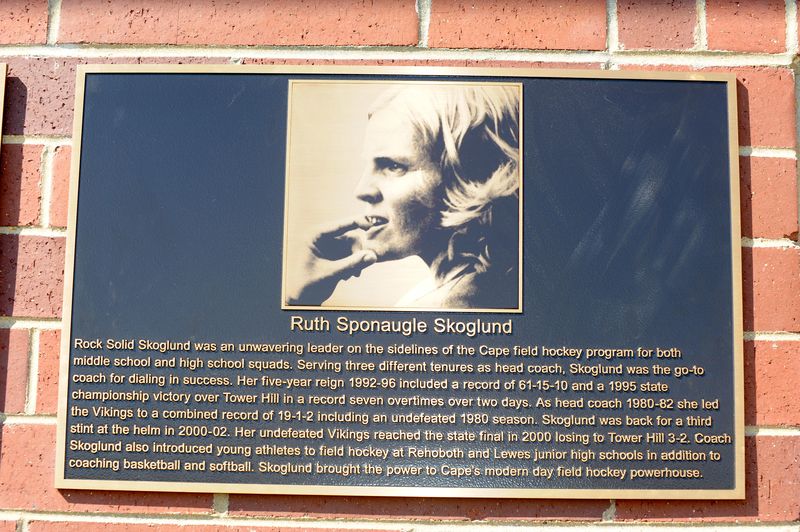 Ruth Sponaugle Skoglund
Rock Solid Skoglund was an unwavering leader on the sidelines of the Cape field hockey program for both
middle school and high school squads. Serving three different tenures as head coach, Skoglund was the go-to
coach for dialing in success. Her five-year reign 1992-96 included a record of 61-15-10 and a 1995 state
championship victory over Tower Hill in a record seven overtimes over two days. As head coach 1980-82 she led
the Vikings to a combined record of 19-1-2 including an undefeated 1980 season. Skoglund was back for a third
stint at the helm in 2000-02. Her undefeated Vikings reached the state final in 2000 losing to Tower Hill 3-2. Coach
Skoglund also introduced young athletes to field hockey at Rehoboth and Lewes junior high schools in addition to
coaching basketball and softball. Skoglund brought the power to Cape's modern day field hockey powerhouse.